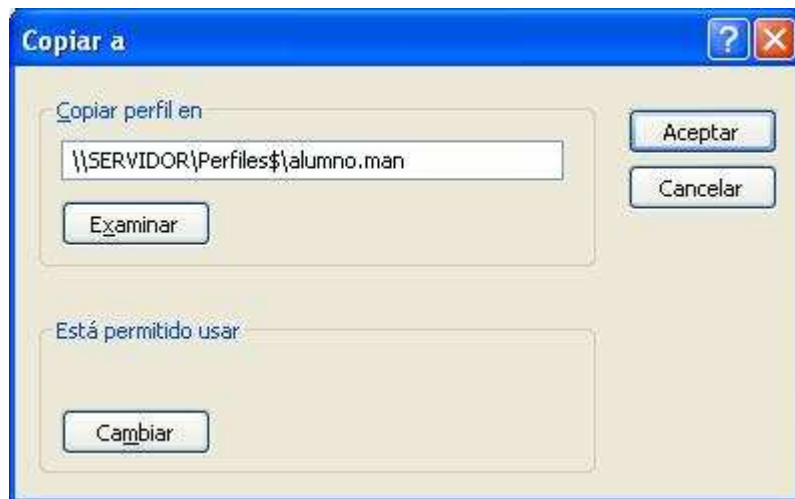 Copiar a
Copiar perfil en
\\SERVIDOR\Perfiles$\alumno.man
Examinar
Aceptar
Cancelar
Está permitido usar
Cambiar